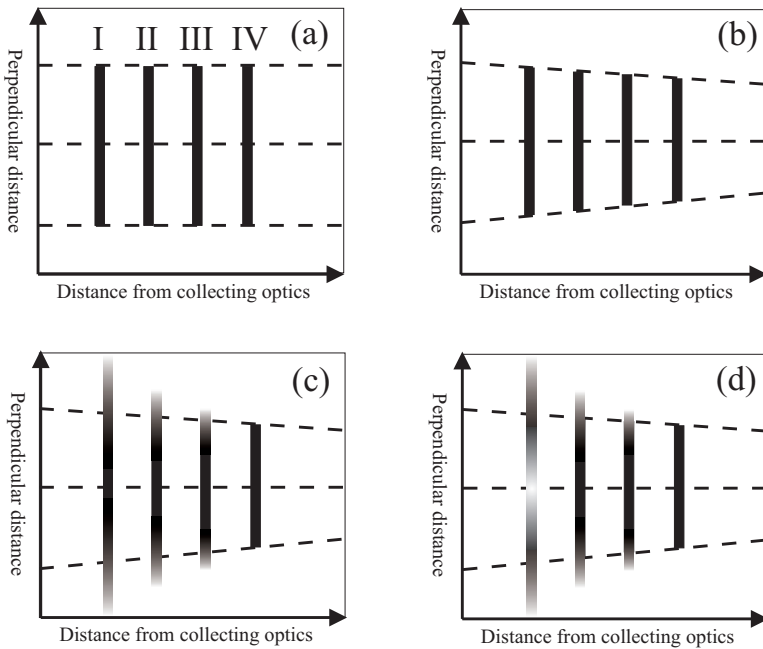 I II III IV (a)
Perpendicular distance
Distance from collecting optics
(b)
Perpendicular distance
Distance from collecting optics
(c)
Perpendicular distance
Distance from collecting optics
(d)
Perpendicular distance
Distance from collecting optics